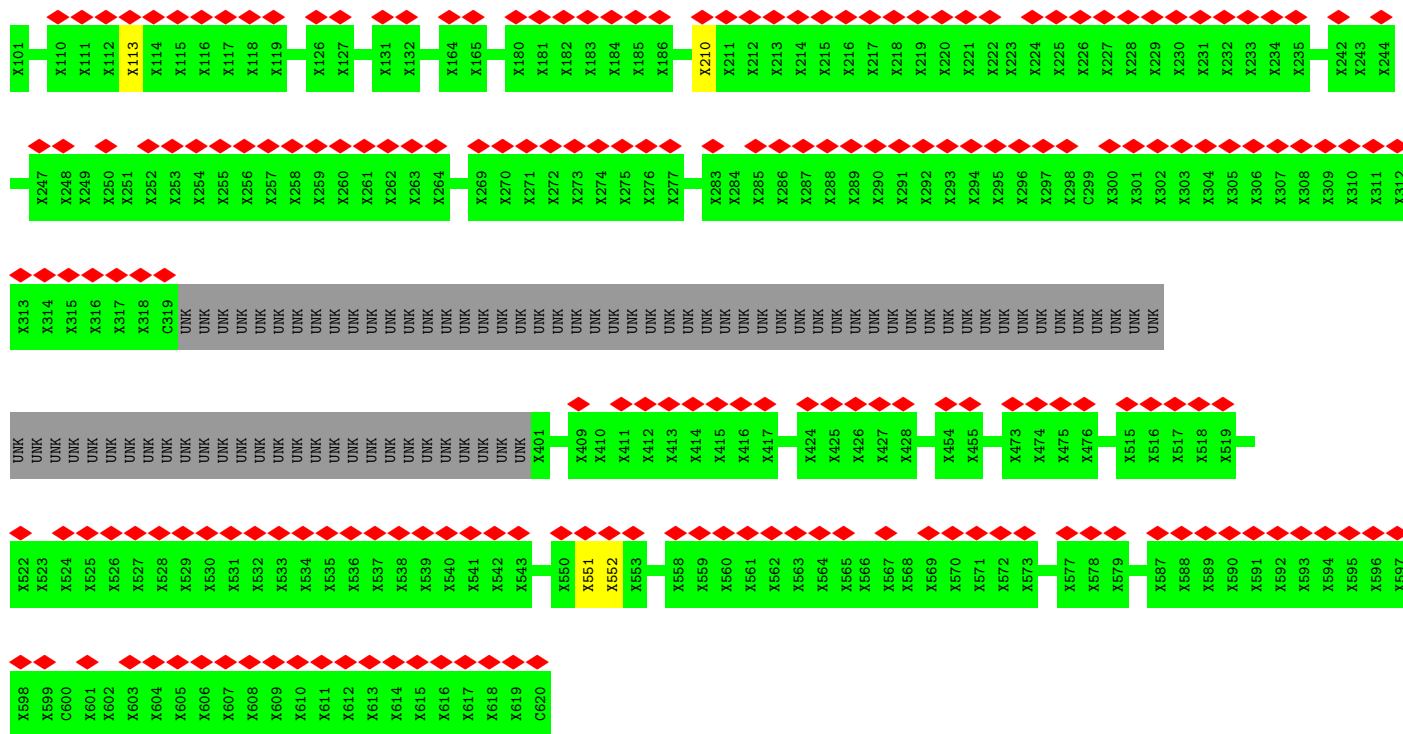 X101 X110 X111 X112 X113 X114 X115 X116 X117 X118 X119 X126 X127 X131 X132 X164 X165 X180 X181 X182 X183 X184 X185 X186 X210 X211 X212 X213 X214 X215 X216 X217 X218 X219 X220 X221 X222 X223 X224 X225 X226 X227 X228 X229 X230 X231 X232 X233 X234 X235 X242 X243 X244
X247 X248 X249 X250 X251 X252 X253 X254 X255 X256 X257 X258 X259 X260 X261 X262 X263 X264 X269 X270 X271 X272 X273 X274 X275 X276 X277 X283 X284 X285 X286 X287 X288 X289 X290 X291 X292 X293 X294 X295 X296 X297 X298 C299 X300 X301 X302 X303 X304 X305 X306 X307 X308 X309 X310 X311 X312
X313 X314 X315 X316 X317 X318 C319 UNK UNK UNK UNK UNK UNK UNK UNK UNK UNK UNK UNK UNK UNK UNK UNK UNK UNK UNK UNK UNK UNK UNK UNK UNK UNK UNK UNK UNK UNK UNK UNK UNK UNK UNK UNK UNK UNK UNK UNK UNK UNK UNK UNK UNK UNK UNK UNK UNK UNK UNK UNK UNK
UNK UNK UNK UNK UNK UNK UNK UNK UNK UNK UNK UNK UNK UNK UNK UNK UNK UNK UNK UNK UNK UNK UNK UNK UNK UNK UNK UNK X401 X409 X410 X411 X412 X413 X414 X415 X416 X417 X424 X425 X426 X427 X428 X454 X455 X473 X474 X475 X476 X515 X516 X517 X518 X519
X522 X523 X524 X525 X526 X527 X528 X529 X530 X531 X532 X533 X534 X535 X536 X537 X538 X539 X540 X541 X542 X543 X550 X551 X552 X553 X558 X559 X560 X561 X562 X563 X564 X565 X566 X567 X568 X569 X570 X571 X572 X573 X577 X578 X579 X587 X588 X589 X590 X591 X592 X593 X594 X595 X596 X597
X598 X599 C600 X601 X602 X603 X604 X605 X606 X607 X608 X609 X610 X611 X612 X613 X614 X615 X616 X617 X618 X619 C620